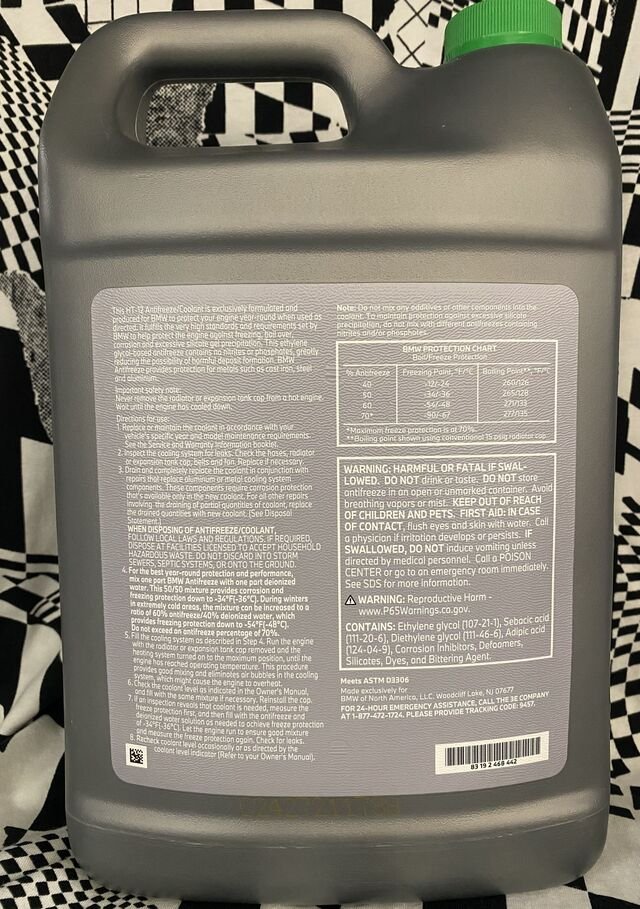 This HT-12 Antifreeze/Coolant is exclusively formulated and
produced for BMW to protect your engine year-round when used as
directed. It fulfills the very high standards and requirements set by
BMW to help protect the engine against freezing, boil over,
corrosion and excessive silicate gel precipitation. This ethylene
glycol-based antifreeze contains no nitrites or phosphates, greatly
reducing the possibility of harmful deposit formation. BMW
Antifreeze provides protection for metals such as cast iron, steel
and aluminum.
Important safety note:
Never remove the radiator or expansion tank cap from a hot engine.
Wait until the engine has cooled down.
Directions for use:
1. Replace or maintain the coolant in accordance with your
vehicle's specific year and model maintenance requirements.
See the Service and Warranty Information booklet.
2. Inspect the cooling system for leaks. Check the hoses, radiator
or expansion tank cap, belts and fan. Replace if necessary.
3. Drain and completely replace the coolant in conjunction with
repairs that replace aluminum or metal cooling system
components. These components require corrosion protection
that's available only in the new coolant. For all other repairs
involving the draining of partial quantities of coolant, replace
the drained quantities with new coolant. (See Disposal
Statement.)
WHEN DISPOSING OF ANTIFREEZE/COOLANT,
FOLLOW LOCAL LAWS AND REGULATIONS. IF REQUIRED,
DISPOSE AT FACILITIES LICENSED TO ACCEPT HOUSEHOLD
HAZARDOUS WASTE. DO NOT DISCARD INTO STORM
SEWERS, SEPTIC SYSTEMS, OR ONTO THE GROUND.
4. For the best year-round protection and performance,
mix one part BMW Antifreeze with one part deionized
water. This 50/50 mixture provides corrosion and
freezing protection down to -34°F(-36°C). During winters
in extremely cold areas, the mixture can be increased to a
ratio of 60% antifreeze/40% deionized water, which
provides freezing protection down to -54°F(-48°C).
Do not exceed an antifreeze percentage of 70%.
5. Fill the cooling system as described in Step 4. Run the engine
with the radiator or expansion tank cap removed and the
heating system turned to the maximum position, until the
engine has reached operating temperature. This procedure
provides good mixing and eliminates air bubbles in the cooling
system, which might cause the engine to overheat.
6. Check the coolant level as indicated in the Owner's Manual,
and fill with the same mixture if necessary. Reinstall the cap.
7. If an inspection reveals that coolant is needed, measure the
freeze protection first, and then fill with the antifreeze and
deionized water solution as needed to achieve freeze protection
of -34°F(-36°C). Let the engine run to ensure good mixture
and measure the freeze protection again. Check for leaks.
8. Recheck coolant level occasionally or as directed by the
coolant level indicator (Refer to your Owner's Manual).
Note: Do not mix any additives or other components into the
coolant. To maintain protection against excessive silicate
precipitation, do not mix with different antifreezes containing
nitrites and/or phosphates.
BMW PROTECTION CHART
Boil/Freeze Protection
% Antifreeze Freezing Point, °F/°C Boiling Point**, °F/°C
40 -12/-24 260/126
50 -34/-36 265/128
60 -54/-48 271/133
70* -90/-67 277/135
*Maximum freeze protection is at 70%.
**Boiling point shown using conventional 15 psig radiator cap
WARNING: HARMFUL OR FATAL IF SWAL-
LOWED. DO NOT drink or taste. DO NOT store
antifreeze in an open or unmarked container. Avoid
breathing vapors or mist. KEEP OUT OF REACH
OF CHILDREN AND PETS. FIRST AID: IN CASE
OF CONTACT, flush eyes and skin with water. Call
a physician if irritation develops or persists. IF
SWALLOWED, DO NOT induce vomiting unless
directed by medical personnel. Call a POISON
CENTER or go to an emergency room immediately.
See SDS for more information.
WARNING: Reproductive Harm -
www.P65Warnings.ca.gov.
CONTAINS: Ethylene glycol (107-21-1), Sebacic acid
(111-20-6), Diethylene glycol (111-46-6), Adipic acid
(124-04-9), Corrosion Inhibitors, Defoamers,
Silicates, Dyes, and Bittering Agent.
Meets ASTM D3306
Made exclusively for
BMW of North America, LLC. Woodcliff Lake, NJ 07677
FOR 24-HOUR EMERGENCY ASSISTANCE, CALL THE 3E COMPANY
AT 1-877-472-1724. PLEASE PROVIDE TRACKING CODE: 9457.
83 19 2 468 442